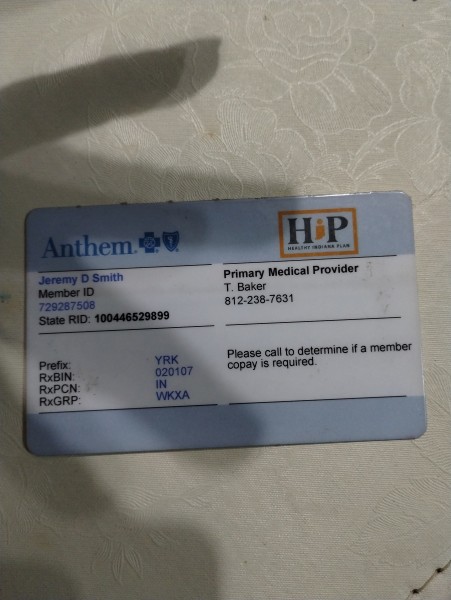 Anthem
HiP
HEALTHY INDIANA PLAN
Jeremy D Smith
Member ID
729287508
State RID: 100446529899
Primary Medical Provider
T. Baker
812-238-7631
Prefix: YRK
RxBIN: 020107
RxPCN: IN
RxGRP: WKXA
Please call to determine if a member
copay is required.